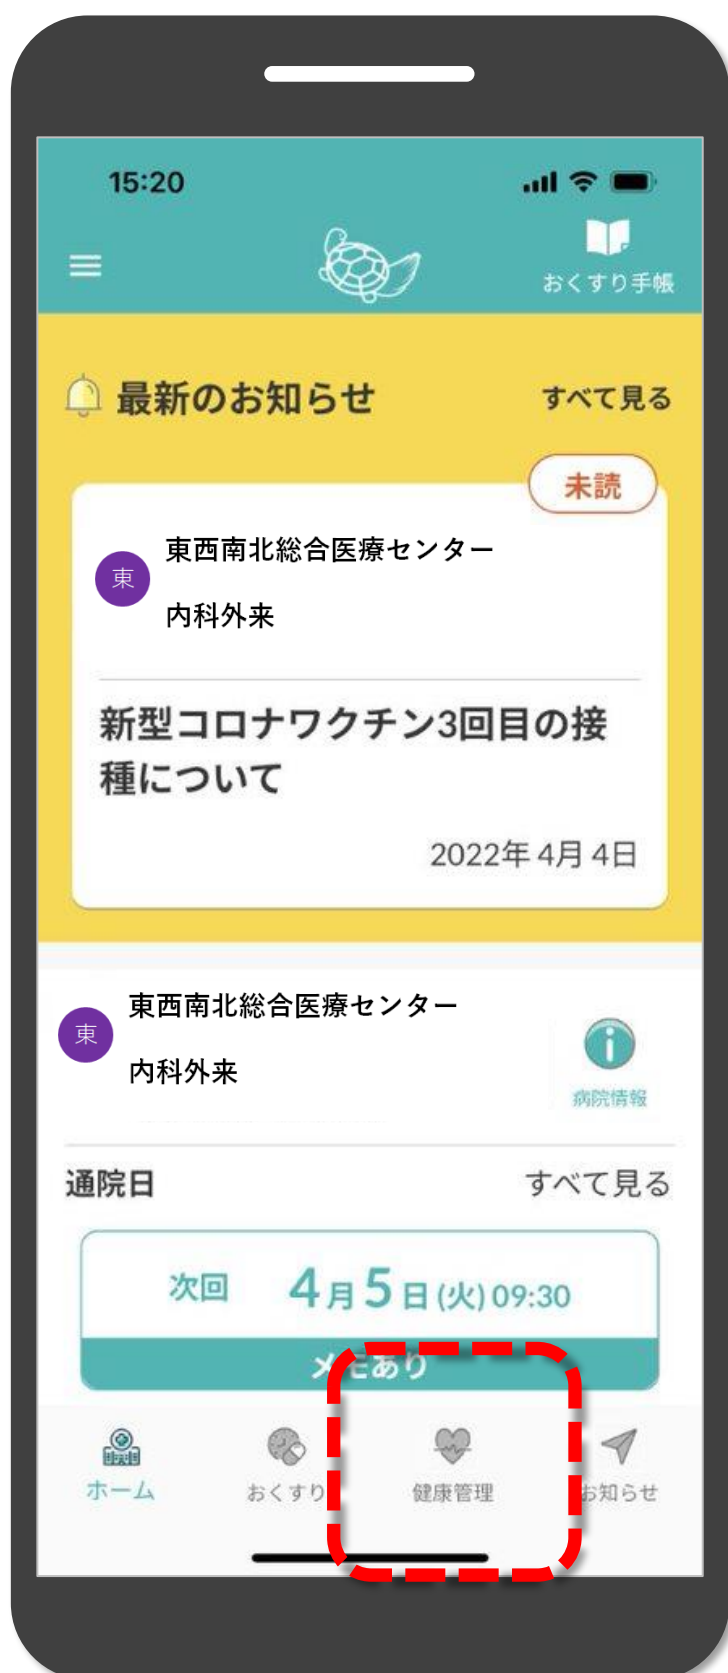 15:20
おくすり手帳
最新のお知らせ すべて見る
未読
東西南北総合医療センター
東
内科外来
新型コロナワクチン3回目の接
種について
2022年 4月 4日
東西南北総合医療センター
東
内科外来
病院情報
通院日 すべて見る
次回 4月5日(火) 09:30
メモあり
ホーム おくすり 健康管理 お知らせ